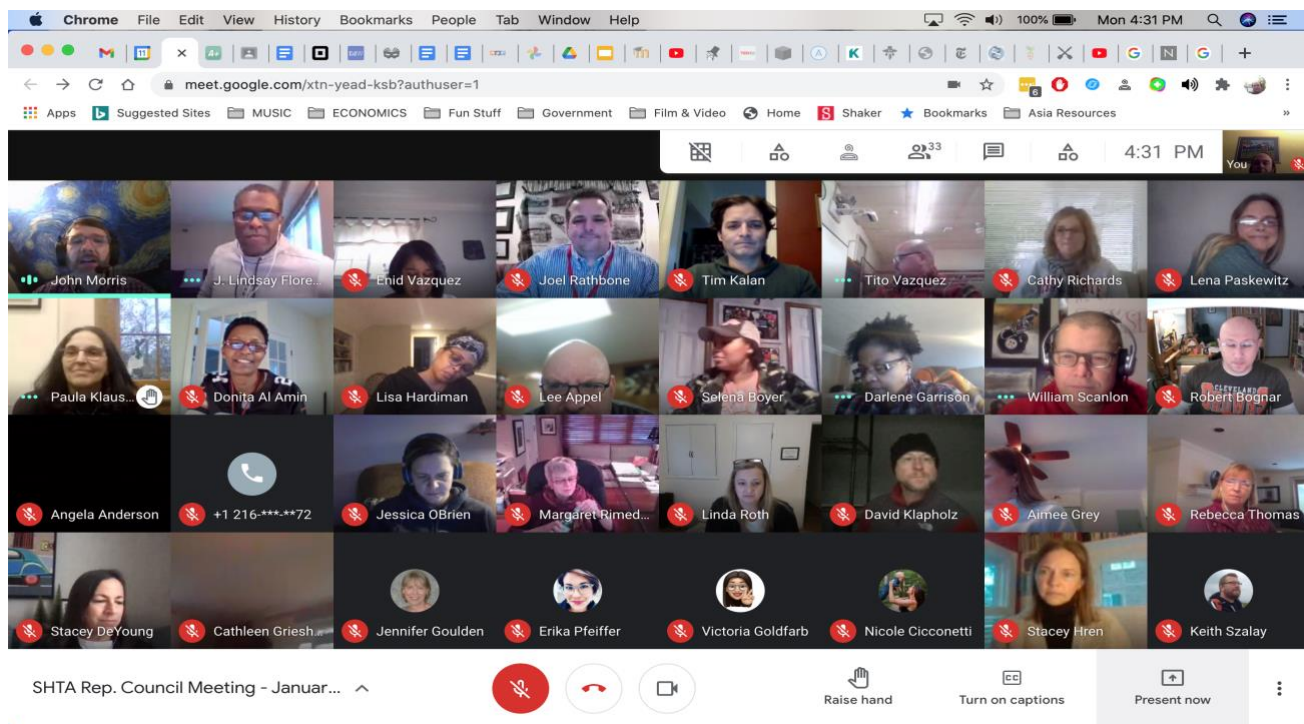 Chrome File Edit View History Bookmarks People Tab Window Help 100% Mon 4:31 PM
meet.google.com/xtn-yead-ksb?authuser=1
Apps Suggested Sites MUSIC ECONOMICS Fun Stuff Government Film & Video Home Shaker Bookmarks Asia Resources »
33 4:31 PM You
John Morris J. Lindsay Flore... Enid Vazquez Joel Rathbone Tim Kalan Tito Vazquez Cathy Richards Lena Paskewitz
Paula Klaus... Donita Al Amin Lisa Hardiman Lee Appel Selena Boyer Darlene Garrison William Scanlon Robert Bognar
Angela Anderson +1 216-***-**72 Jessica OBrien Margaret Rimed... Linda Roth David Klapholz Aimee Grey Rebecca Thomas
Stacey DeYoung Cathleen Griesh... Jennifer Goulden Erika Pfeiffer Victoria Goldfarb Nicole Cicconetti Stacey Hren Keith Szalay
SHTA Rep. Council Meeting - Januar... Raise hand Turn on captions Present now